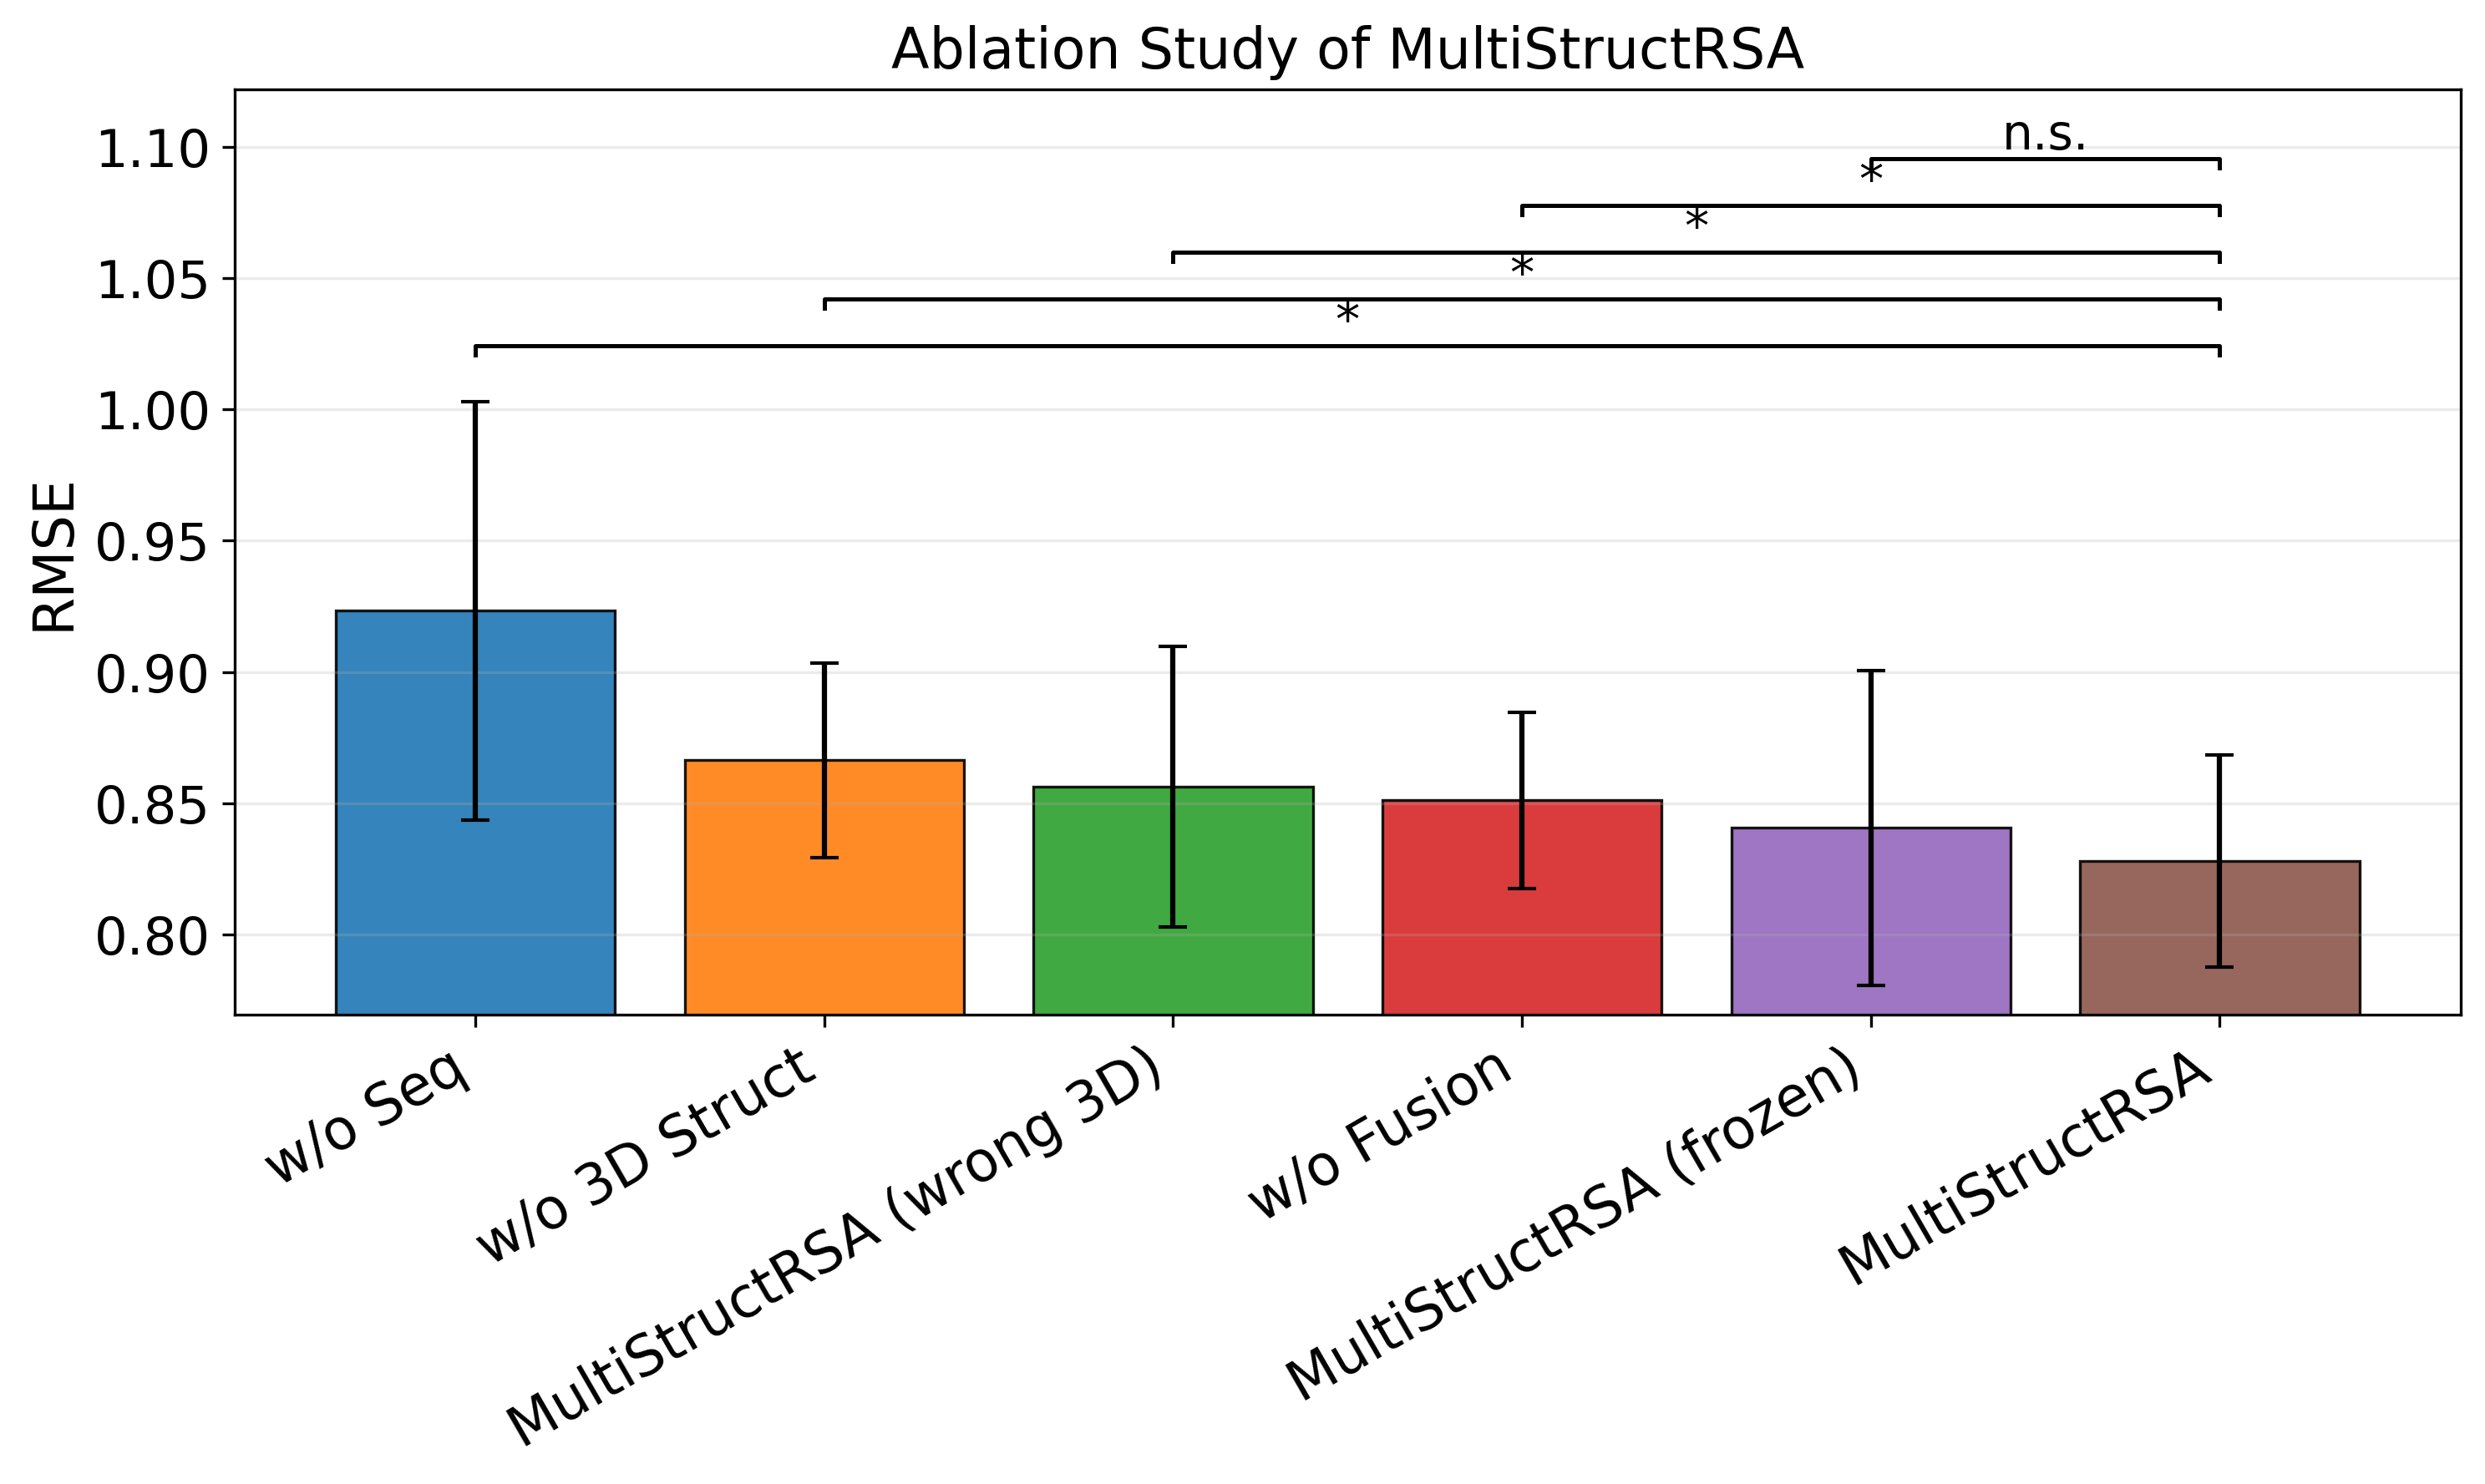 Ablation Study of MultiStructRSA
n.s.
*
*
*
*
RMSE
1.10
1.05
1.00
0.95
0.90
0.85
0.80
w/o Seq
w/o 3D Struct
MultiStructRSA (wrong 3D)
w/o Fusion
MultiStructRSA (frozen)
MultiStructRSA